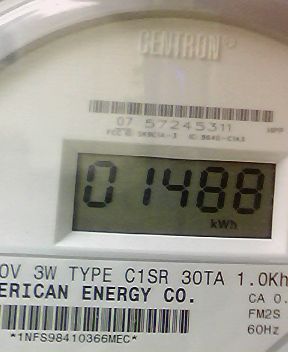 CENTRON®
07 57245311
01488
kWh
0V 3W TYPE C1SR 30TA 1.0Kh
ERICAN ENERGY CO.
CA 0.
FM2S
60Hz
*1NFS98410366MEC*